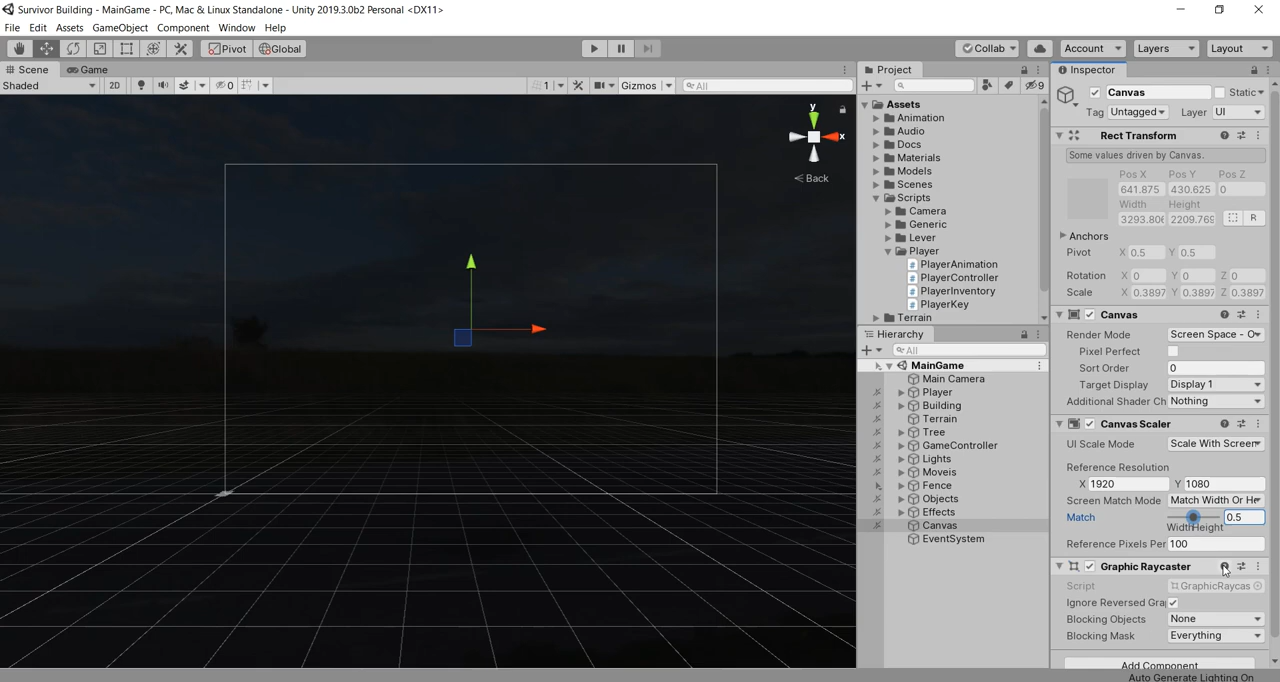 Survivor Building - MainGame - PC, Mac & Linux Standalone - Unity 2019.3.0b2 Personal <DX11>
File Edit Assets GameObject Component Window Help
Pivot Global Collab Account Layers Layout
Scene Game
Shaded 2D 0 1 Gizmos All
y
x
Back
Project
9
Assets
Animation
Audio
Docs
Materials
Models
Scenes
Scripts
Camera
Generic
Lever
Player
PlayerAnimation
PlayerController
PlayerInventory
PlayerKey
Terrain
Hierarchy
All
MainGame
Main Camera
Player
Building
Terrain
Tree
GameController
Lights
Moveis
Fence
Objects
Effects
Canvas
EventSystem
Inspector
Canvas Static
Tag Untagged Layer UI
Rect Transform
Some values driven by Canvas.
Pos X Pos Y Pos Z
641.875 430.625 0
Width Height
3293.806 2209.769 R
Anchors
Pivot X 0.5 Y 0.5
Rotation X 0 Y 0 Z 0
Scale X 0.3897 Y 0.3897 Z 0.3897
Canvas
Render Mode Screen Space - O
Pixel Perfect
Sort Order 0
Target Display Display 1
Additional Shader Ch Nothing
Canvas Scaler
UI Scale Mode Scale With Screen
Reference Resolution
X 1920 Y 1080
Screen Match Mode Match Width Or He
Match 0.5
Width Height
Reference Pixels Per 100
Graphic Raycaster
Script GraphicRaycas
Ignore Reversed Gra
Blocking Objects None
Blocking Mask Everything
Add Component
Auto Generate Lighting On